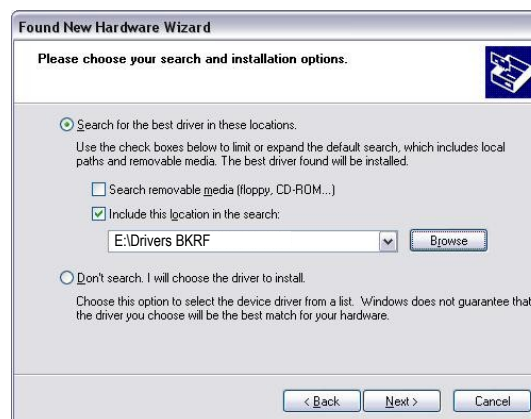 Found New Hardware Wizard
Please choose your search and installation options.
Search for the best driver in these locations.
Use the check boxes below to limit or expand the default search, which includes local
paths and removable media. The best driver found will be installed.
Search removable media (floppy, CD-ROM...)
Include this location in the search:
E:\Drivers BKRF
Browse
Don't search. I will choose the driver to install.
Choose this option to select the device driver from a list. Windows does not guarantee that
the driver you choose will be the best match for your hardware.
< Back
Next >
Cancel